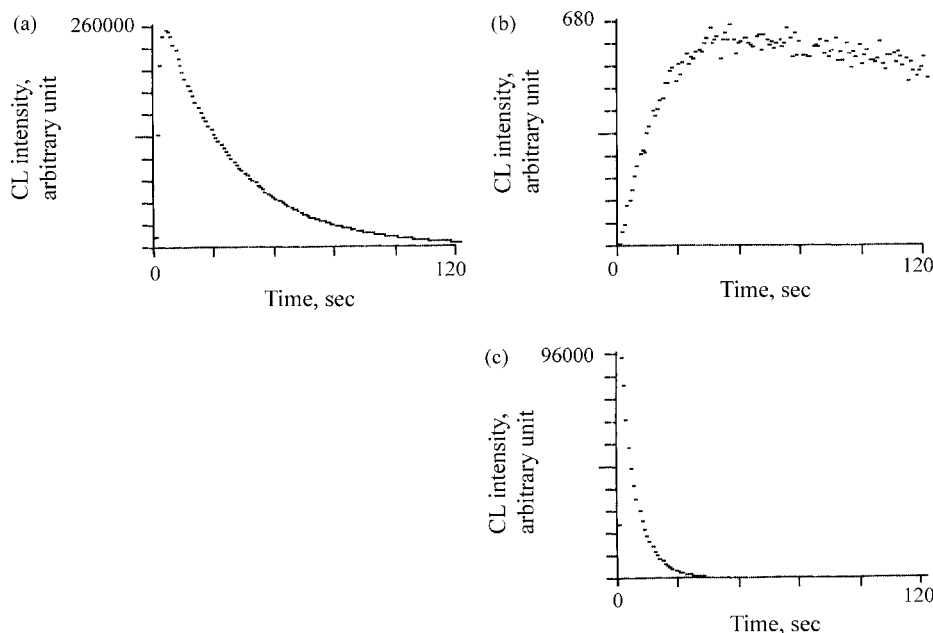 (a)
260000
CL intensity,
arbitrary unit
0
120
Time, sec
(b)
680
CL intensity,
arbitrary unit
0
120
Time, sec
(c)
96000
CL intensity,
arbitrary unit
0
120
Time, sec